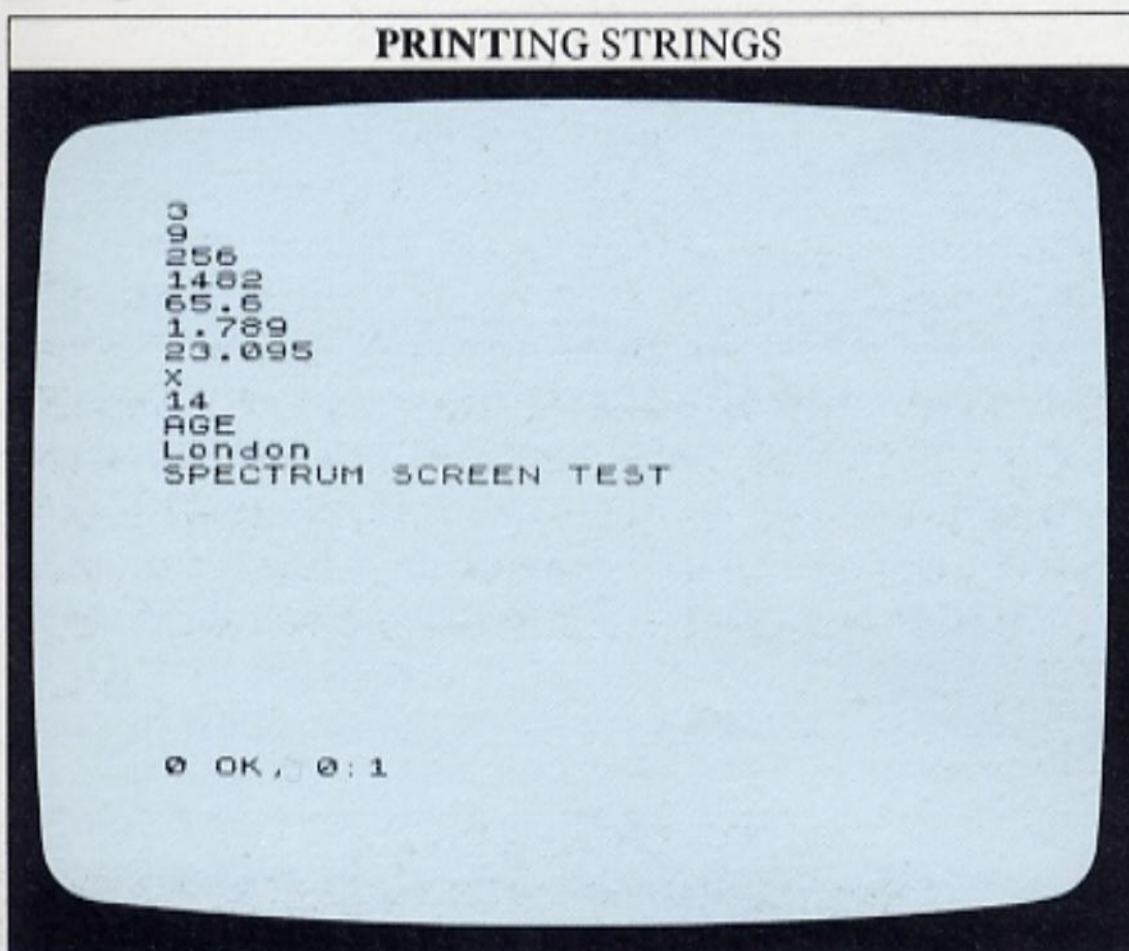 PRINTING STRINGS
3
9
256
1482
65.6
1.789
23.095
X
14
AGE
London
SPECTRUM SCREEN TEST
0 OK, 0:1